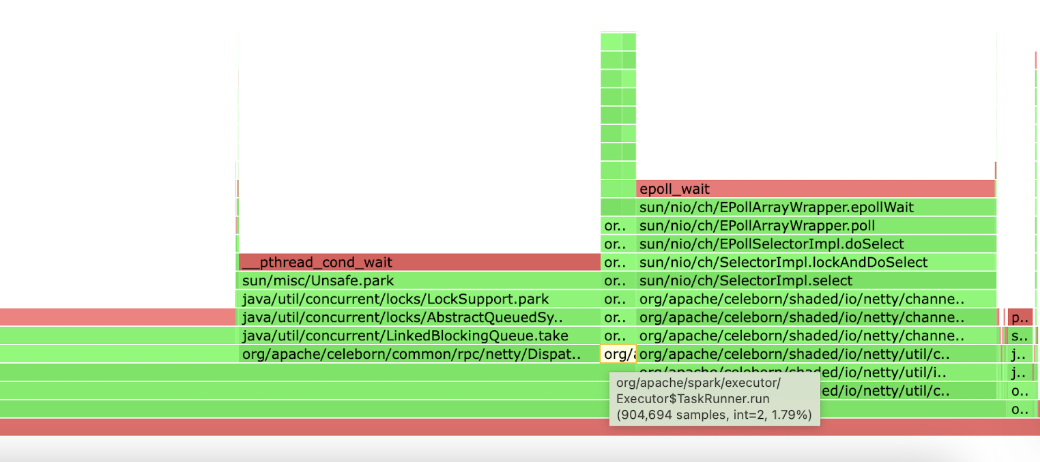 epoll_wait
sun/nio/ch/EPollArrayWrapper.epollWait
or.. sun/nio/ch/EPollArrayWrapper.poll
or.. sun/nio/ch/EPollSelectorImpl.doSelect
__pthread_cond_wait or.. sun/nio/ch/SelectorImpl.lockAndDoSelect
sun/misc/Unsafe.park or.. sun/nio/ch/SelectorImpl.select
java/util/concurrent/locks/LockSupport.park or.. org/apache/celeborn/shaded/io/netty/channe..
java/util/concurrent/locks/AbstractQueuedSy.. or.. org/apache/celeborn/shaded/io/netty/channe.. p..
java/util/concurrent/LinkedBlockingQueue.take or.. org/apache/celeborn/shaded/io/netty/channe.. s..
org/apache/celeborn/common/rpc/netty/Dispat.. org/a org/apache/celeborn/shaded/io/netty/util/c.. j..
org/apache/celeborn/shaded/io/netty/util/i.. j..
ed/io/netty/util/c.. o..
o..
org/apache/spark/executor/
Executor$TaskRunner.run
(904,694 samples, int=2, 1.79%)